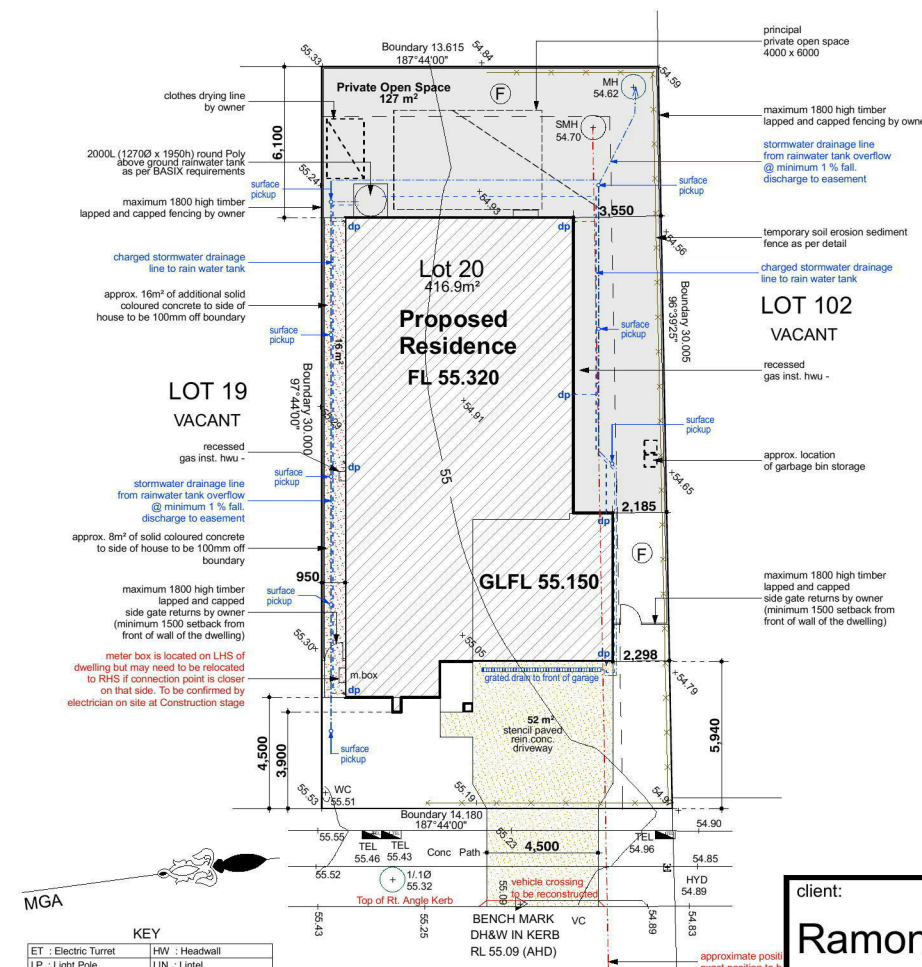 Boundary 13.615
187°44'00"
55.33
54.84
54.59
principal
private open space
4000 x 6000
Private Open Space
127 m²
F
MH
54.62
SMH
54.70
clothes drying line
by owner
6,100
2000L (1270Ø x 1950h) round Poly
above ground rainwater tank
as per BASIX requirements
55.24
surface
pickup
maximum 1800 high timber
lapped and capped fencing by owner
charged stormwater drainage
line to rain water tank
approx. 16m² of additional solid
coloured concrete to side of
house to be 100mm off boundary
surface
pickup
16 m²
LOT 19
VACANT
Boundary 30.000
97°44'00"
recessed
gas inst. hwu -
surface
pickup
stormwater drainage line
from rainwater tank overflow
@ minimum 1 % fall.
discharge to easement
approx. 8m² of solid coloured concrete
to side of house to be 100mm off
boundary
950
surface
pickup
maximum 1800 high timber
lapped and capped
side gate returns by owner
(minimum 1500 setback from
front of wall of the dwelling)
55.30
meter box is located on LHS of
dwelling but may need to be relocated
to RHS if connection point is closer
on that side. To be confirmed by
electrician on site at Construction stage
m.box
dp
dp
dp
dp
dp
dp
dp
54.93
Lot 20
416.9m²
Proposed
Residence
FL 55.320
54.91
55
GLFL 55.150
55.05
grated drain to front of garage
52 m²
stencil paved
rein.conc.
driveway
maximum 1800 high timber
lapped and capped fencing by owne
stormwater drainage line
from rainwater tank overflow
@ minimum 1 % fall.
discharge to easement
surface
pickup
3,550
54.56
temporary soil erosion sediment
fence as per detail
charged stormwater drainage
line to rain water tank
Boundary 30.005
96°39'25"
LOT 102
VACANT
surface
pickup
recessed
gas inst. hwu -
surface
pickup
approx. location
of garbage bin storage
54.65
2,185
F
maximum 1800 high timber
lapped and capped
side gate returns by owner
(minimum 1500 setback from
front of wall of the dwelling)
2,298
54.79
5,940
4,500
3,900
surface
pickup
WC
55.53
55.51
55.19
Boundary 14.180
187°44'00"
55.23
54.90
55.55
TEL
55.46
TEL
55.43
Conc Path
4,500
TEL
54.96
54.85
55.52
1/.1Ø
55.32
HYD
54.89
Top of Rt. Angle Kerb
55.09
vehicle crossing
to be reconstructed
55.43
55.25
BENCH MARK
DH&W IN KERB
RL 55.09 (AHD)
VC
54.89
54.83
MGA
KEY
ET : Electric Turret
HW : Headwall
LP : Light Pole
LIN : Lintel
client:
Ramon
approximate positi